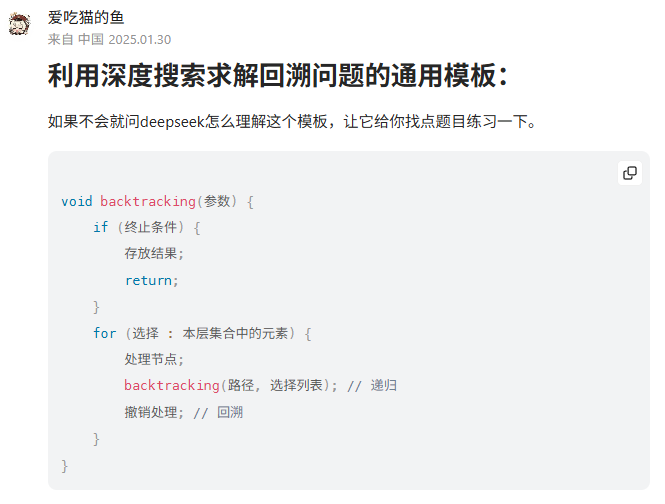 爱吃猫的鱼
来自 中国 2025.01.30
利用深度搜索求解回溯问题的通用模板：
如果不会就问deepseek怎么理解这个模板，让它给你找点题目练习一下。
void backtracking(参数) {
    if (终止条件) {
        存放结果;
        return;
    }
    for (选择 : 本层集合中的元素) {
        处理节点;
        backtracking(路径, 选择列表); // 递归
        撤销处理; // 回溯
    }
}